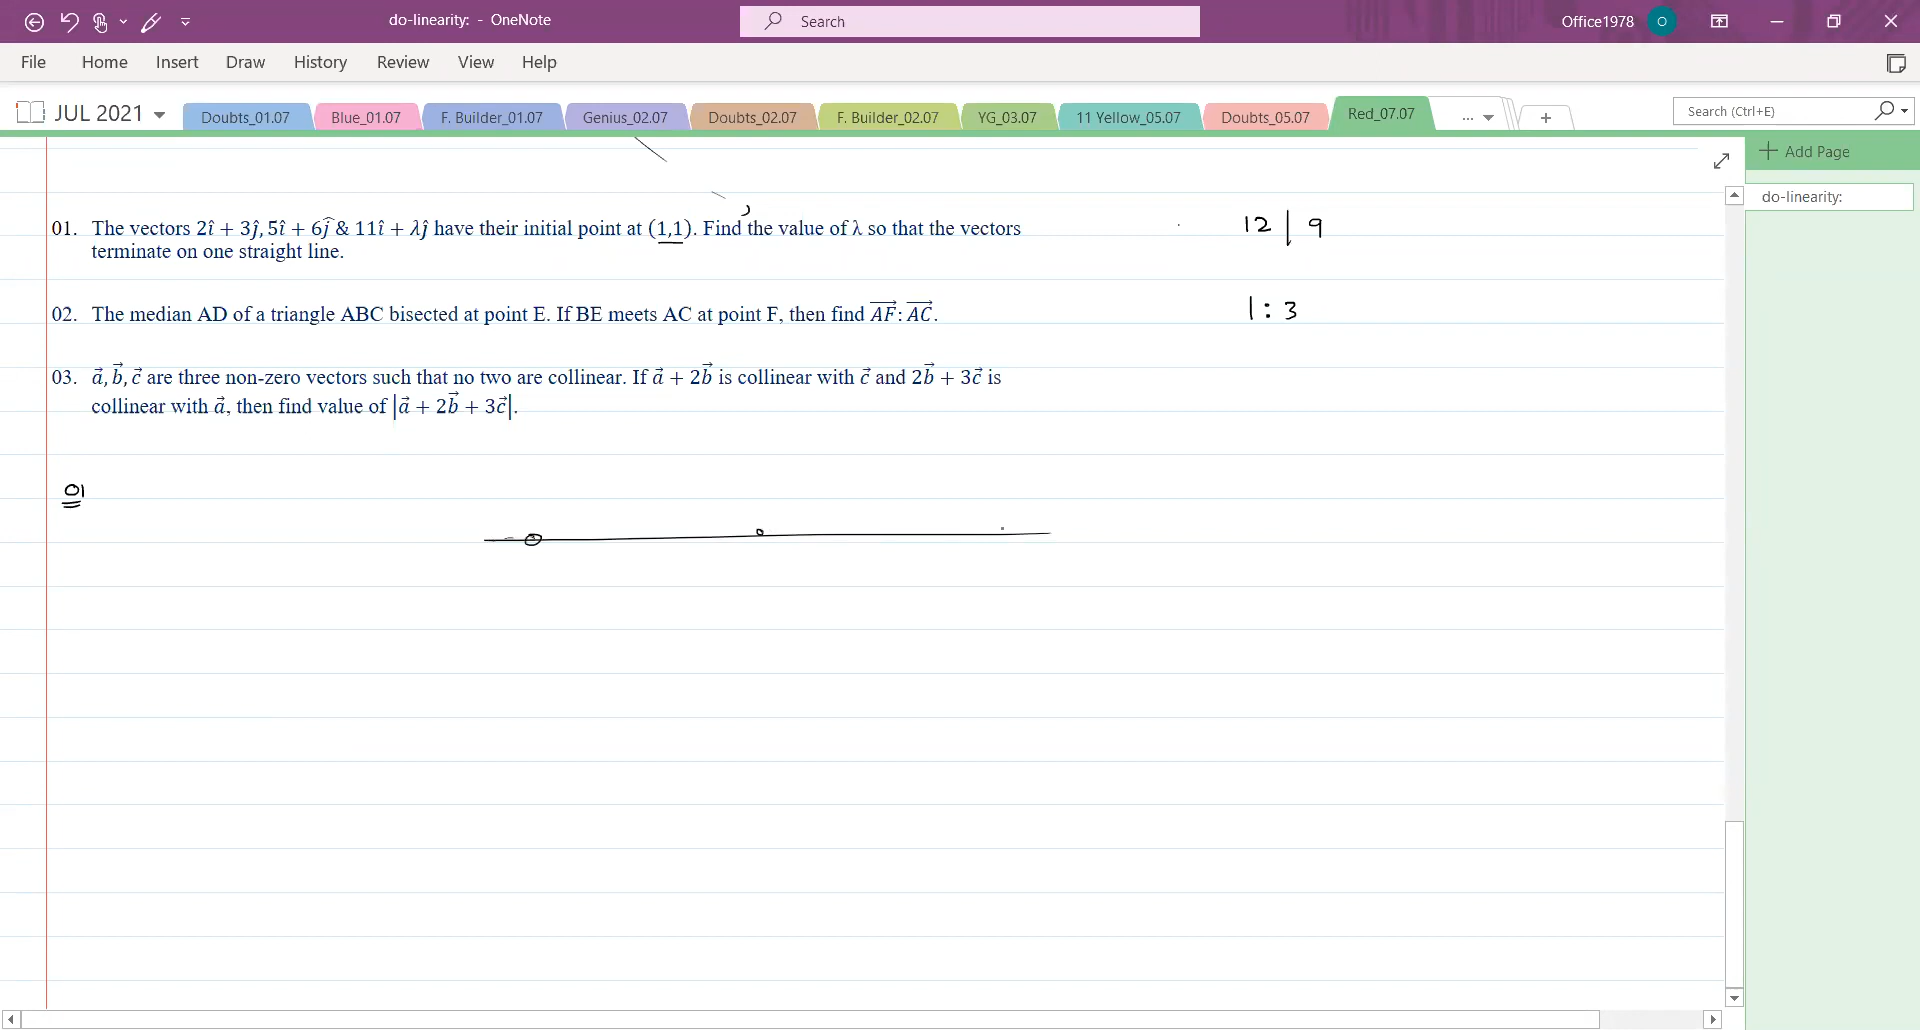 do-linearity: - OneNote
Search
Office1978
O
File Home Insert Draw History Review View Help
JUL 2021
Doubts_01.07
Blue_01.07
F. Builder_01.07
Genius_02.07
Doubts_02.07
F. Builder_02.07
YG_03.07
11 Yellow_05.07
Doubts_05.07
Red_07.07
...
Search (Ctrl+E)
Add Page
do-linearity:
01. The vectors 2î + 3ĵ, 5î + 6ĵ & 11î + λĵ have their initial point at (1,1). Find the value of λ so that the vectors
terminate on one straight line.
12 | 9
02. The median AD of a triangle ABC bisected at point E. If BE meets AC at point F, then find A⃗F⃗: A⃗C⃗.
1 : 3
03. a⃗, b⃗, c⃗ are three non-zero vectors such that no two are collinear. If a⃗ + 2b⃗ is collinear with c⃗ and 2b⃗ + 3c⃗ is
collinear with a⃗, then find value of |a⃗ + 2b⃗ + 3c⃗|.
01